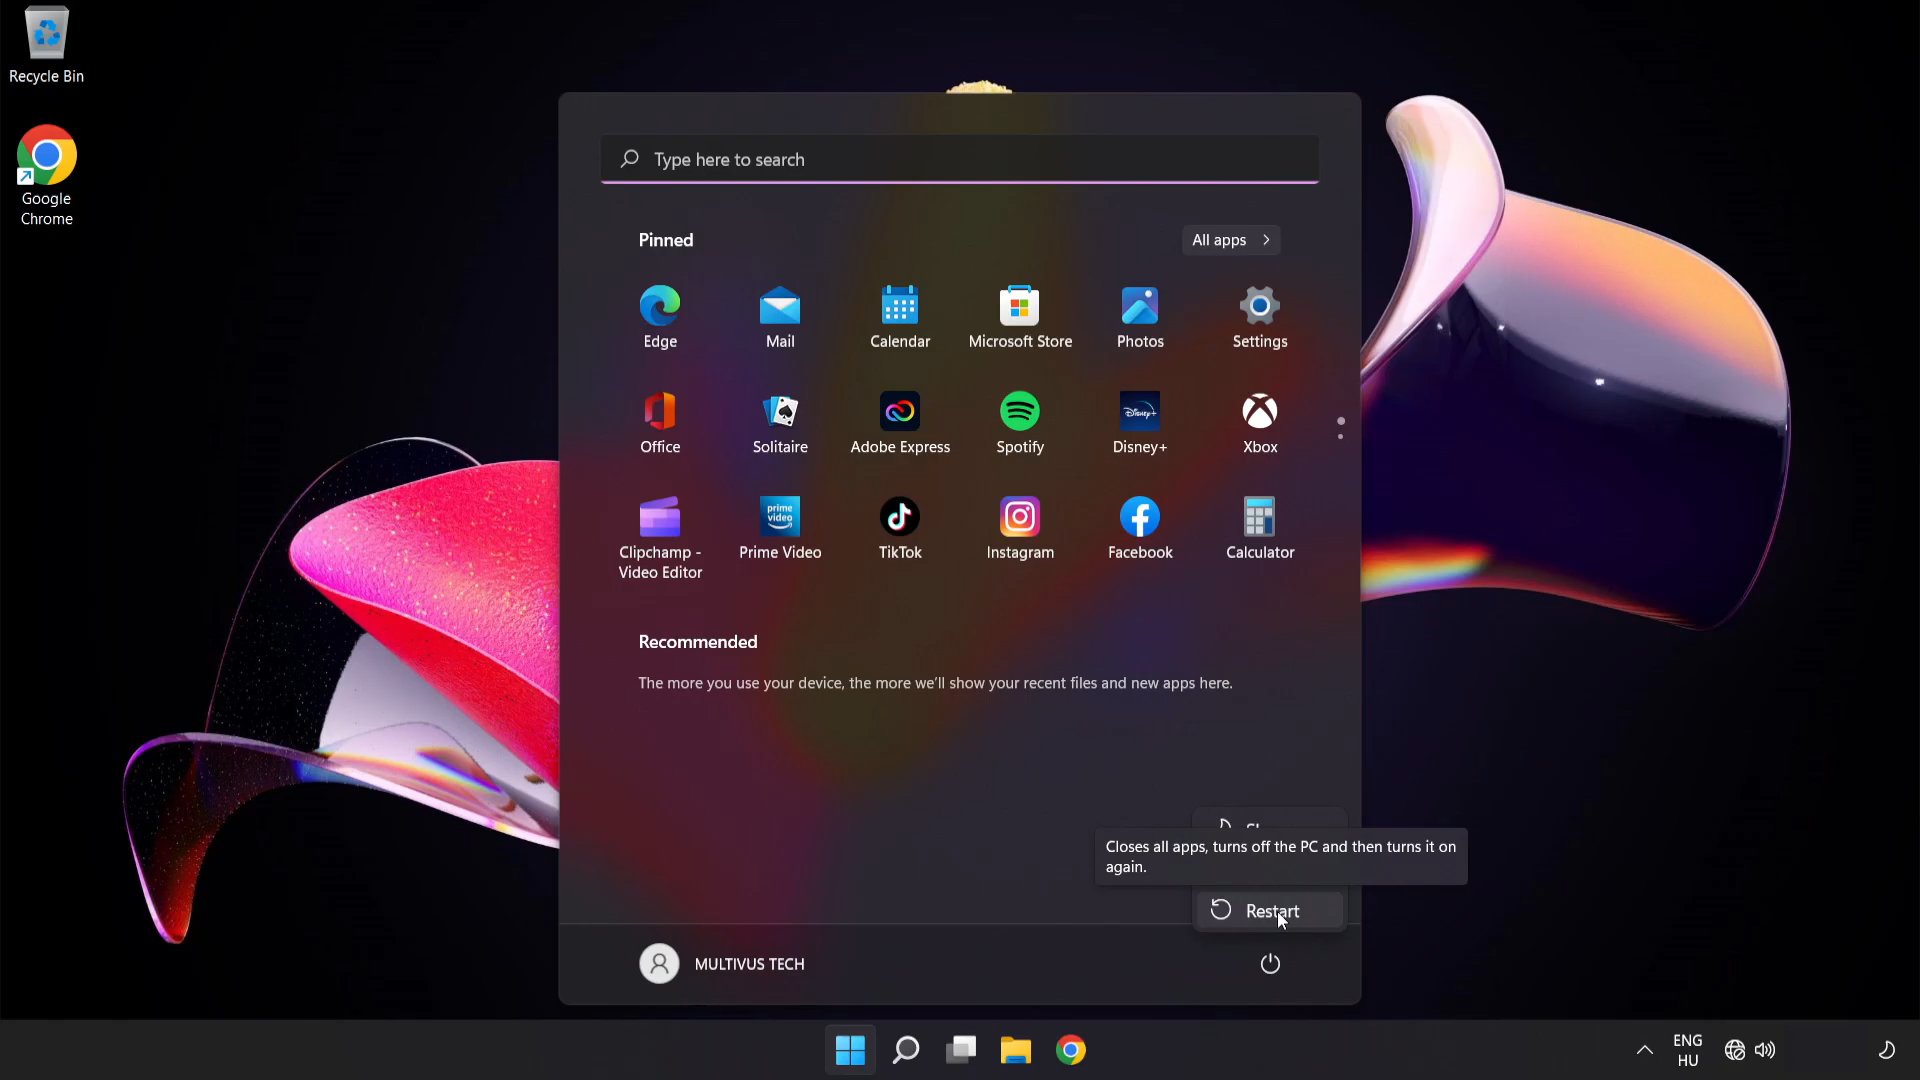 Recycle Bin
Google
Chrome
Type here to search
Pinned
All apps
Edge
Mail
Calendar
Microsoft Store
Photos
Settings
Office
Solitaire
Adobe Express
Spotify
Disney+
Disney+
Xbox
prime
video
Clipchamp -
Video Editor
Prime Video
TikTok
Instagram
Facebook
Calculator
Recommended
The more you use your device, the more we'll show your recent files and new apps here.
Closes all apps, turns off the PC and then turns it on
again.
Restart
MULTIVUS TECH
ENG
HU